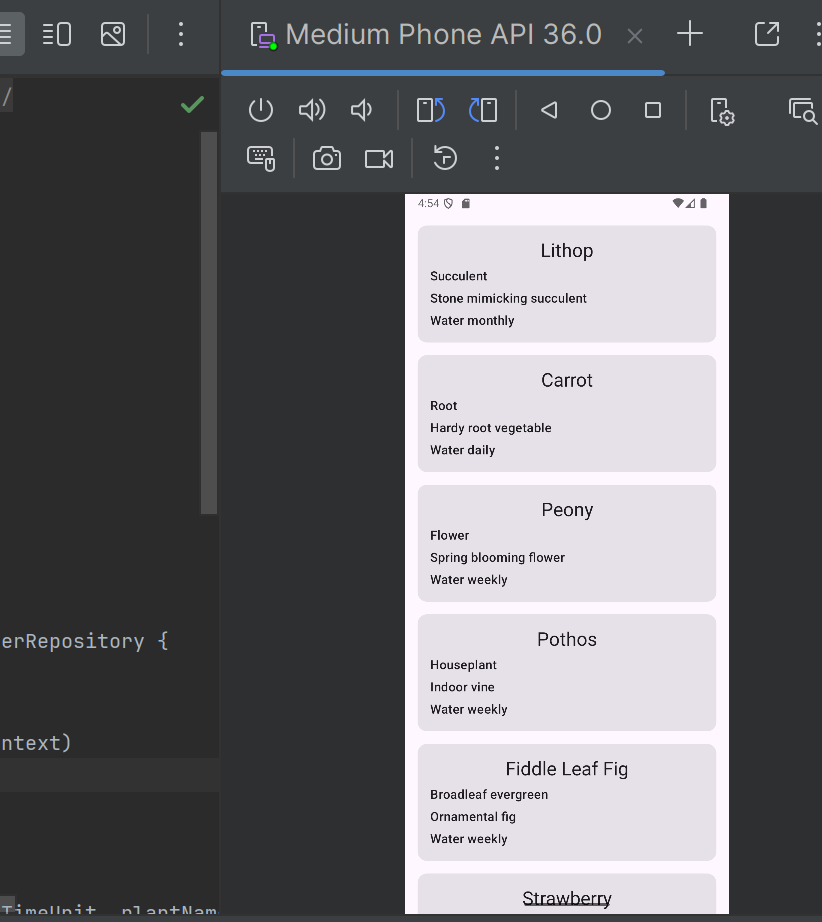 Medium Phone API 36.0
/
4:54
Lithop
Succulent
Stone mimicking succulent
Water monthly
Carrot
Root
Hardy root vegetable
Water daily
Peony
Flower
Spring blooming flower
Water weekly
Pothos
Houseplant
Indoor vine
Water weekly
Fiddle Leaf Fig
Broadleaf evergreen
Ornamental fig
Water weekly
Strawberry
erRepository {
ntext)
TimeUnit, plantNam